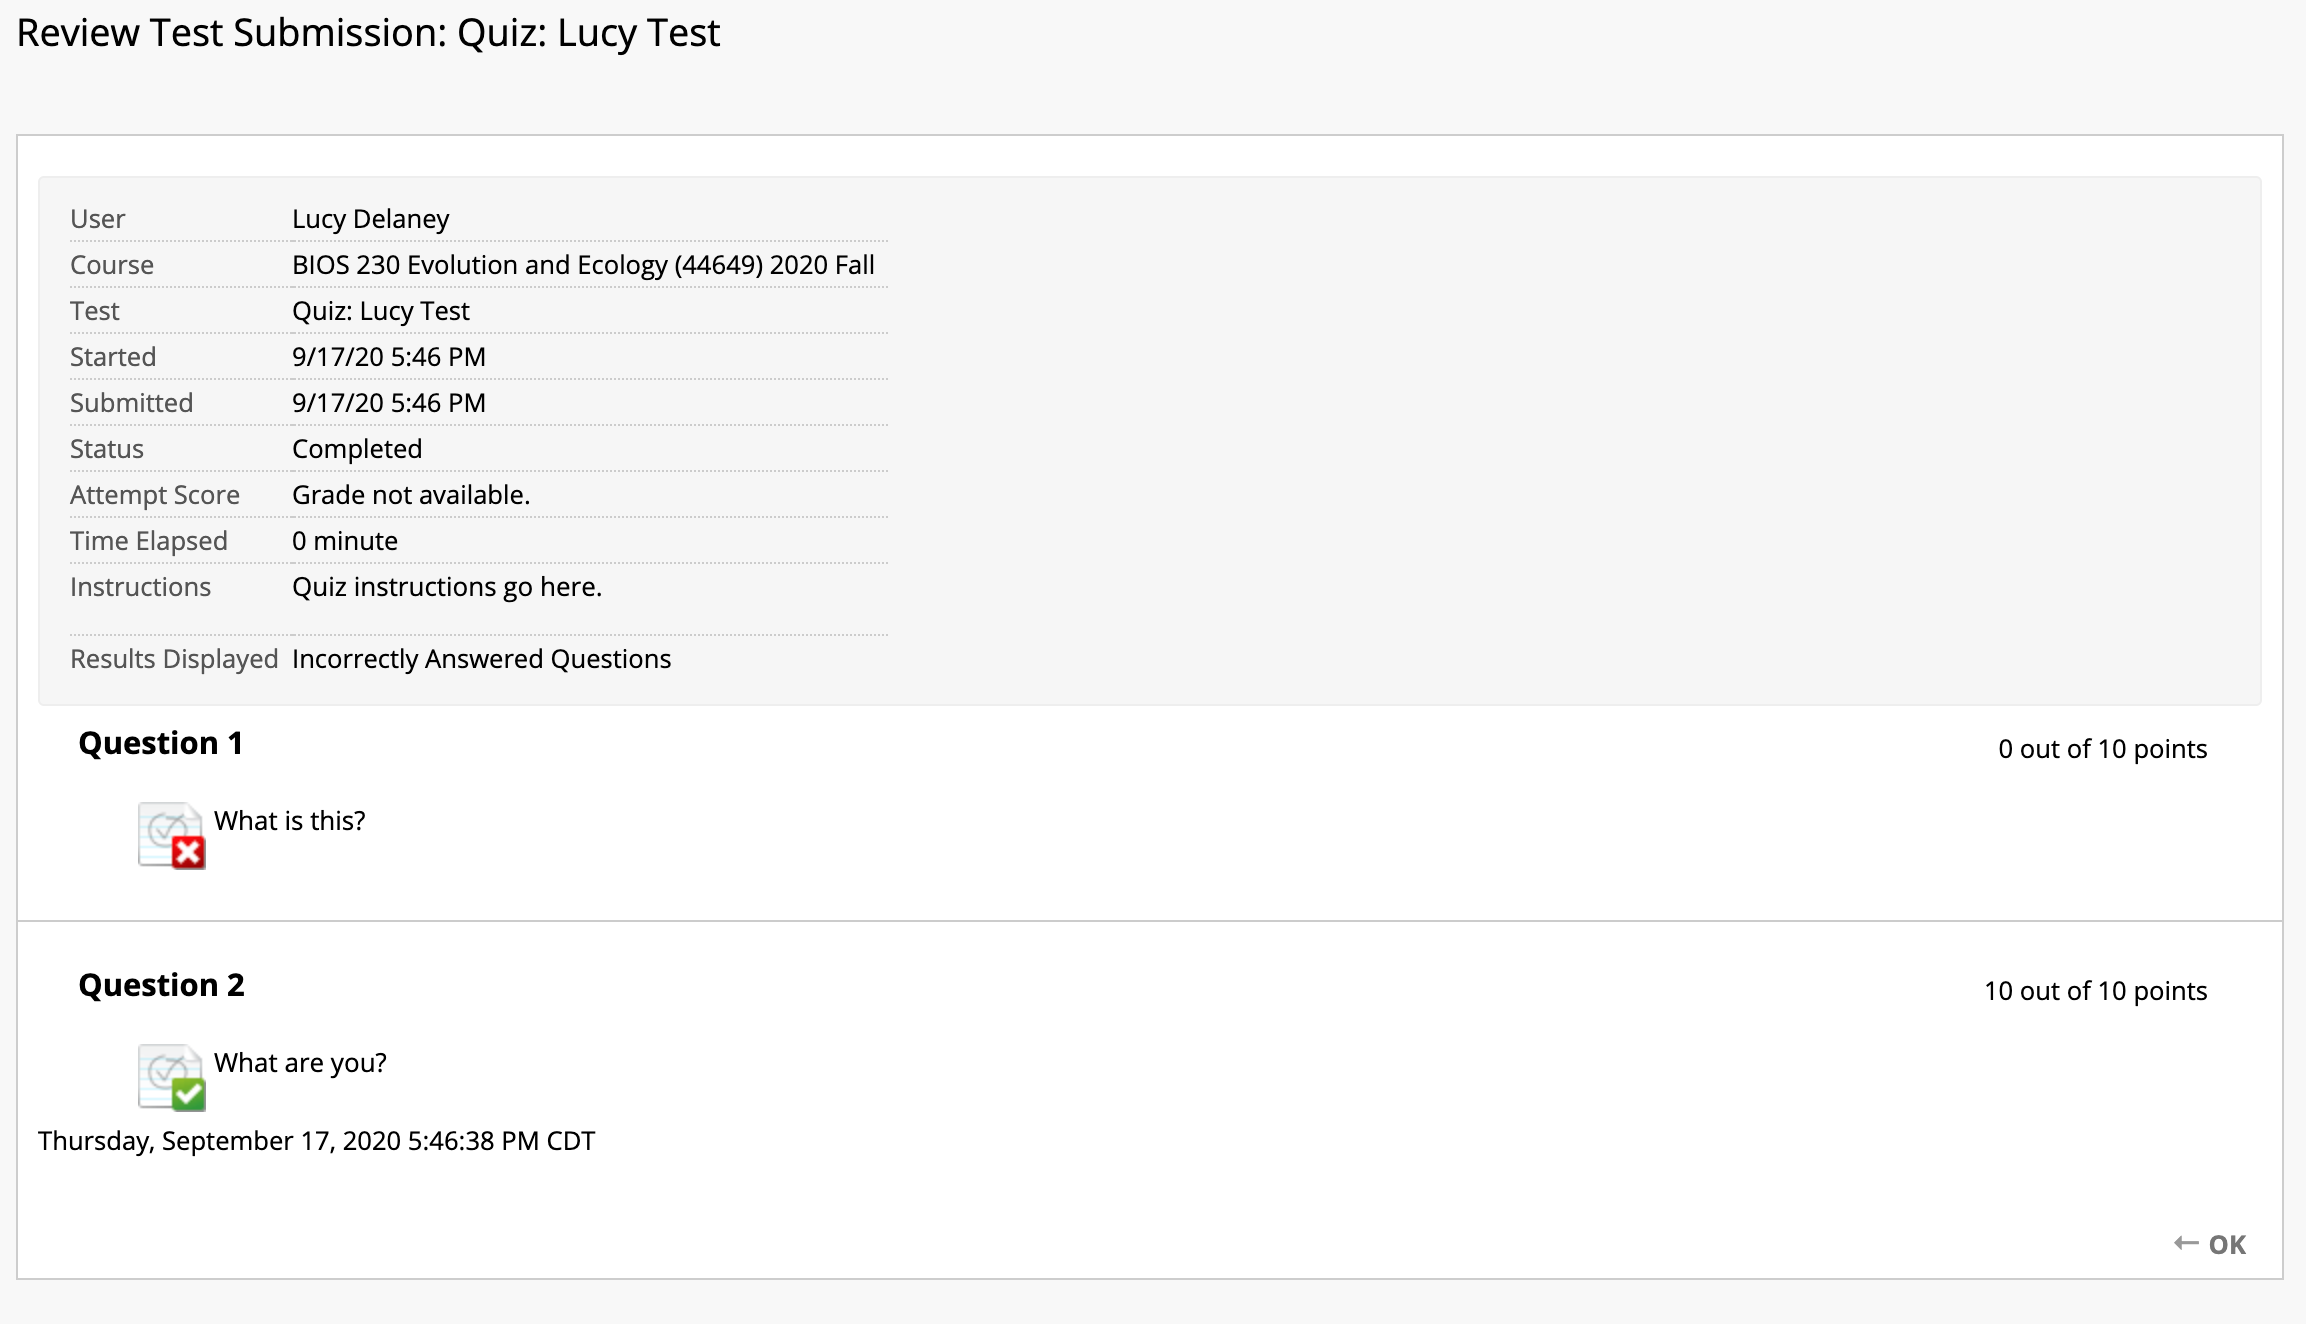 Review Test Submission: Quiz: Lucy Test
User Lucy Delaney
Course BIOS 230 Evolution and Ecology (44649) 2020 Fall
Test Quiz: Lucy Test
Started 9/17/20 5:46 PM
Submitted 9/17/20 5:46 PM
Status Completed
Attempt Score Grade not available.
Time Elapsed 0 minute
Instructions Quiz instructions go here.
Results Displayed Incorrectly Answered Questions
Question 1 0 out of 10 points
What is this?
Question 2 10 out of 10 points
What are you?
Thursday, September 17, 2020 5:46:38 PM CDT
← OK